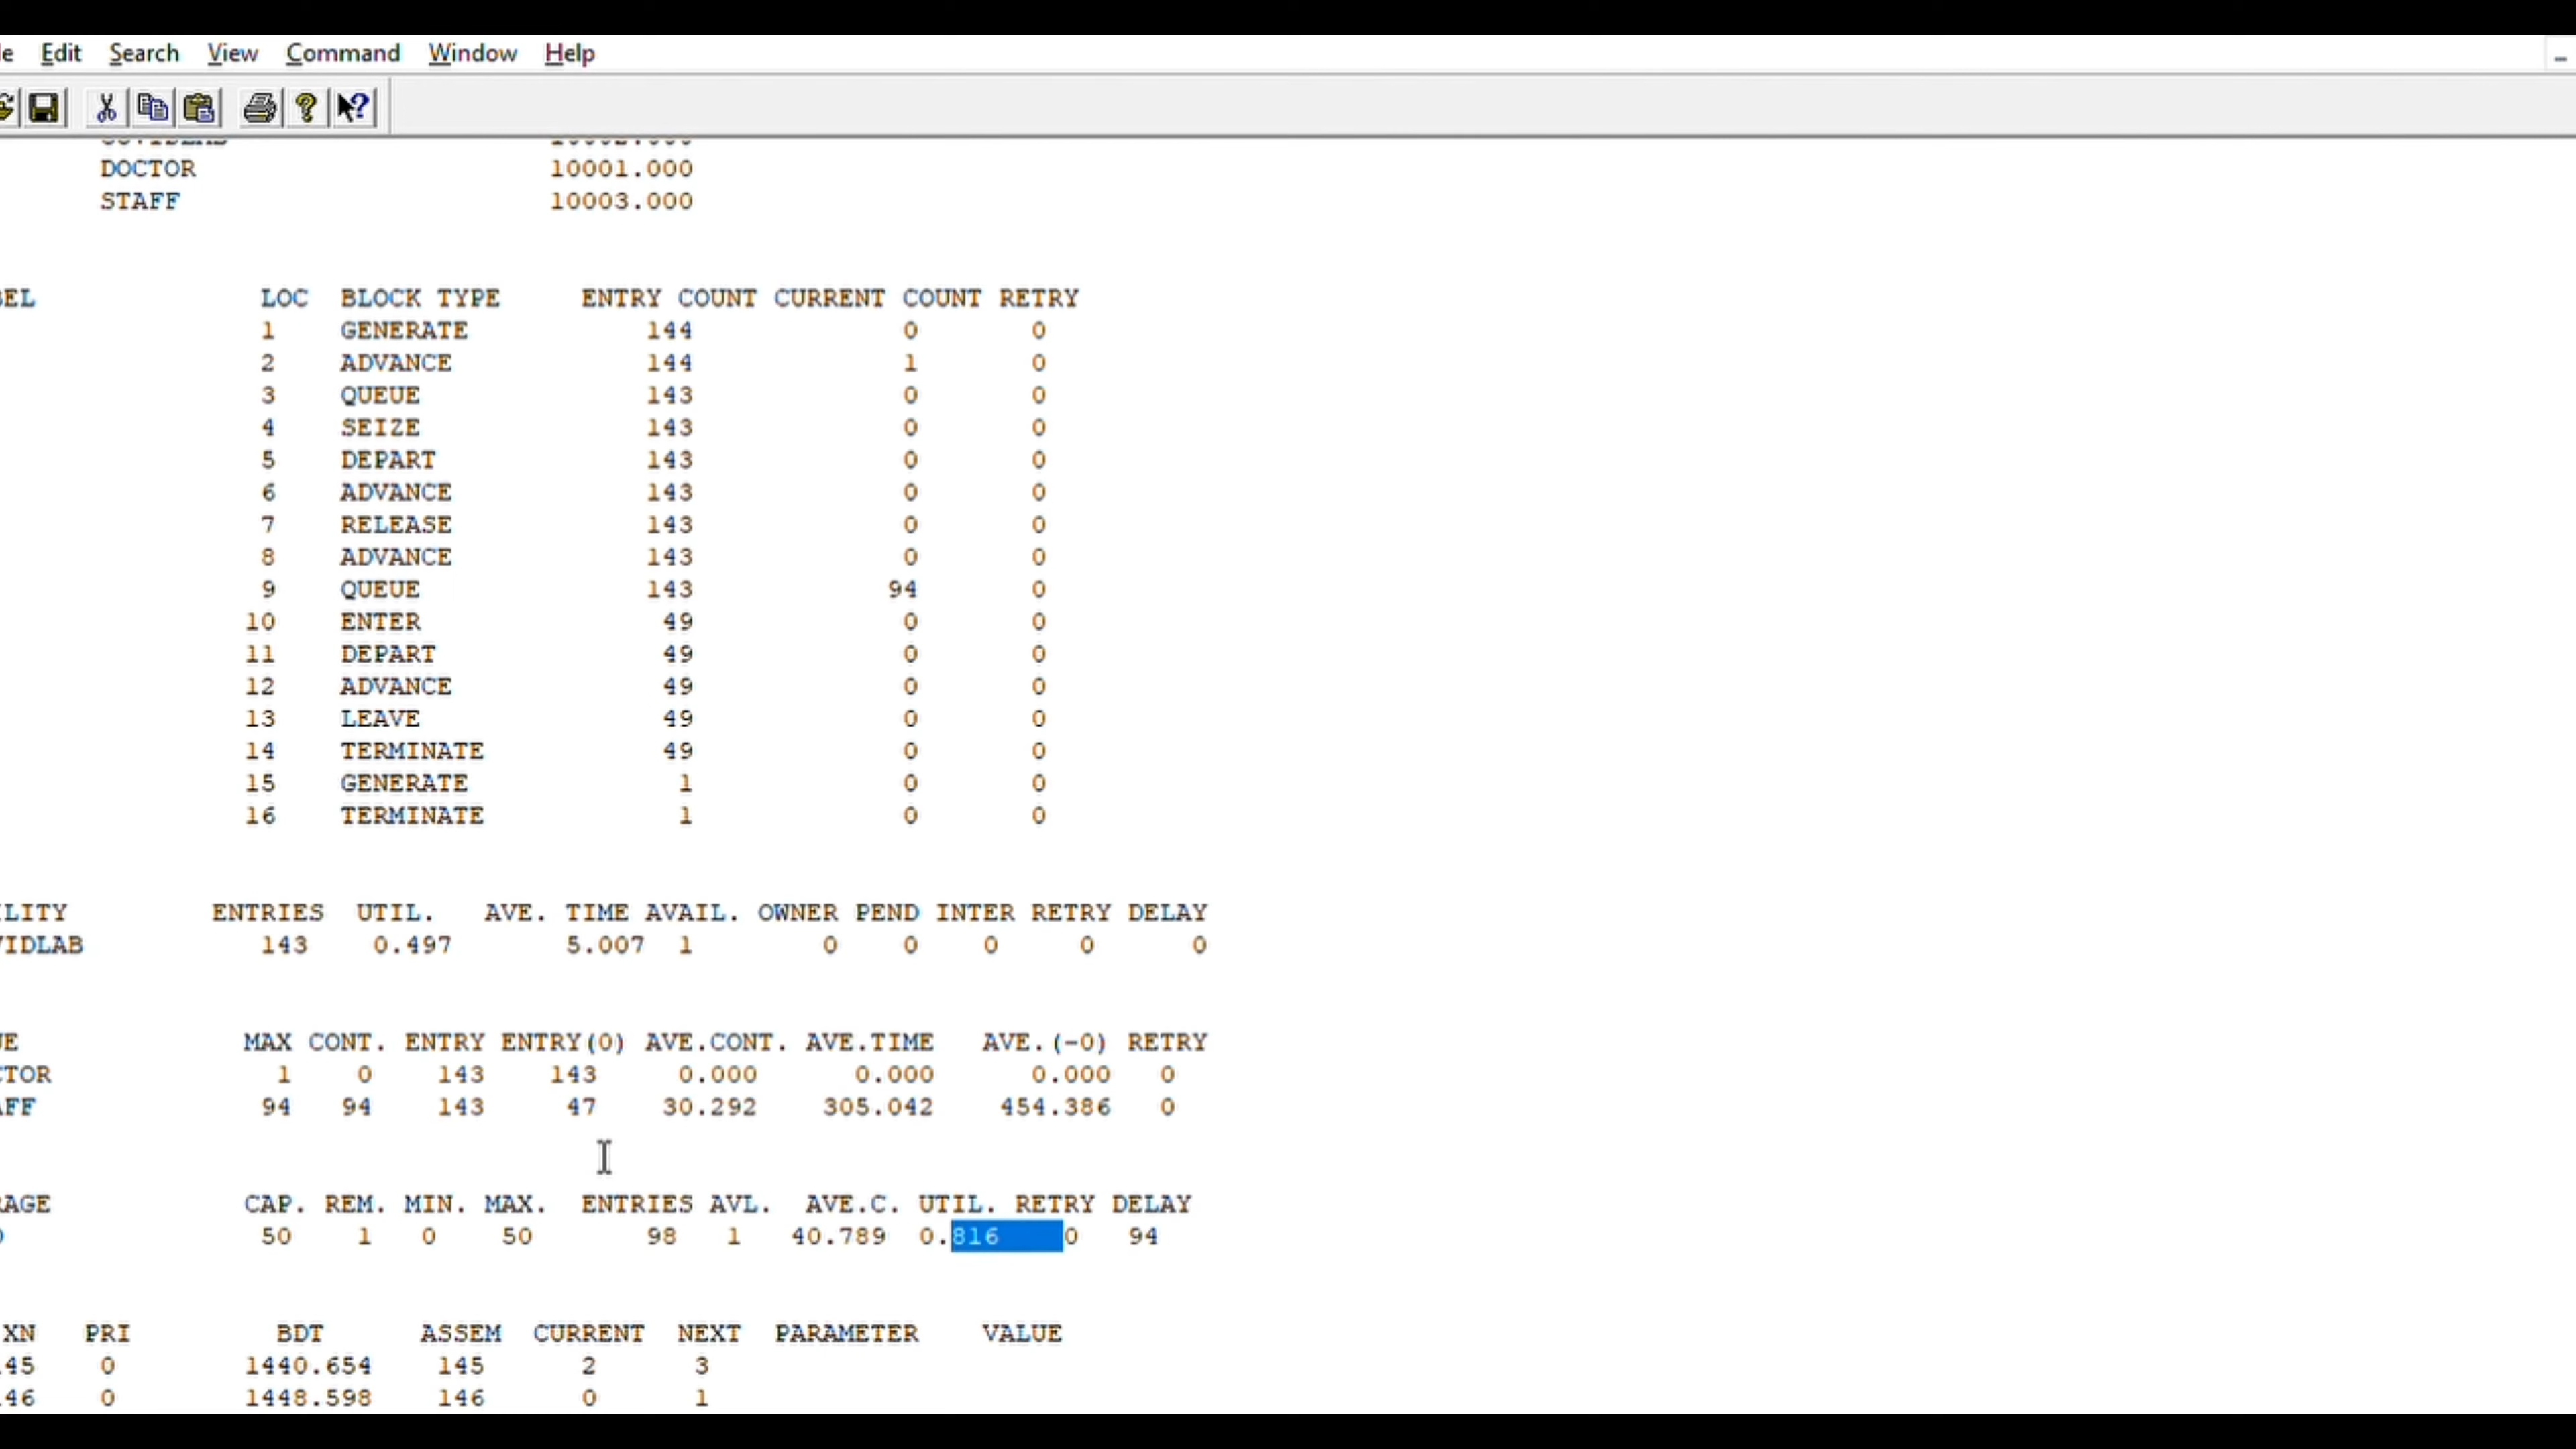 Edit Search View Command Window Help
DOCTOR 10001.000
STAFF 10003.000
LOC BLOCK TYPE ENTRY COUNT CURRENT COUNT RETRY
1 GENERATE 144 0 0
2 ADVANCE 144 1 0
3 QUEUE 143 0 0
4 SEIZE 143 0 0
5 DEPART 143 0 0
6 ADVANCE 143 0 0
7 RELEASE 143 0 0
8 ADVANCE 143 0 0
9 QUEUE 143 94 0
10 ENTER 49 0 0
11 DEPART 49 0 0
12 ADVANCE 49 0 0
13 LEAVE 49 0 0
14 TERMINATE 49 0 0
15 GENERATE 1 0 0
16 TERMINATE 1 0 0
LITY ENTRIES UTIL. AVE. TIME AVAIL. OWNER PEND INTER RETRY DELAY
VIDLAB 143 0.497 5.007 1 0 0 0 0 0
UE MAX CONT. ENTRY ENTRY(0) AVE.CONT. AVE.TIME AVE.(-0) RETRY
CTOR 1 0 143 143 0.000 0.000 0.000 0
AFF 94 94 143 47 30.292 305.042 454.386 0
RAGE CAP. REM. MIN. MAX. ENTRIES AVL. AVE.C. UTIL. RETRY DELAY
50 1 0 50 98 1 40.789 0.816 0 94
XN PRI BDT ASSEM CURRENT NEXT PARAMETER VALUE
45 0 1440.654 145 2 3
46 0 1448.598 146 0 1